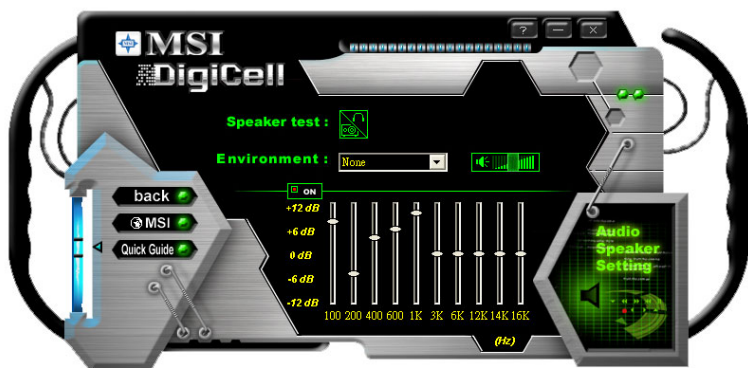 ? — X
MSI
DigiCell
Speaker test :
Environment : None
ON
+12 dB
+6 dB
0 dB
-6 dB
-12 dB
100 200 400 600 1K 3K 6K 12K 14K 16K
(Hz)
back
MSI
Quick Guide
Audio
Speaker
Setting